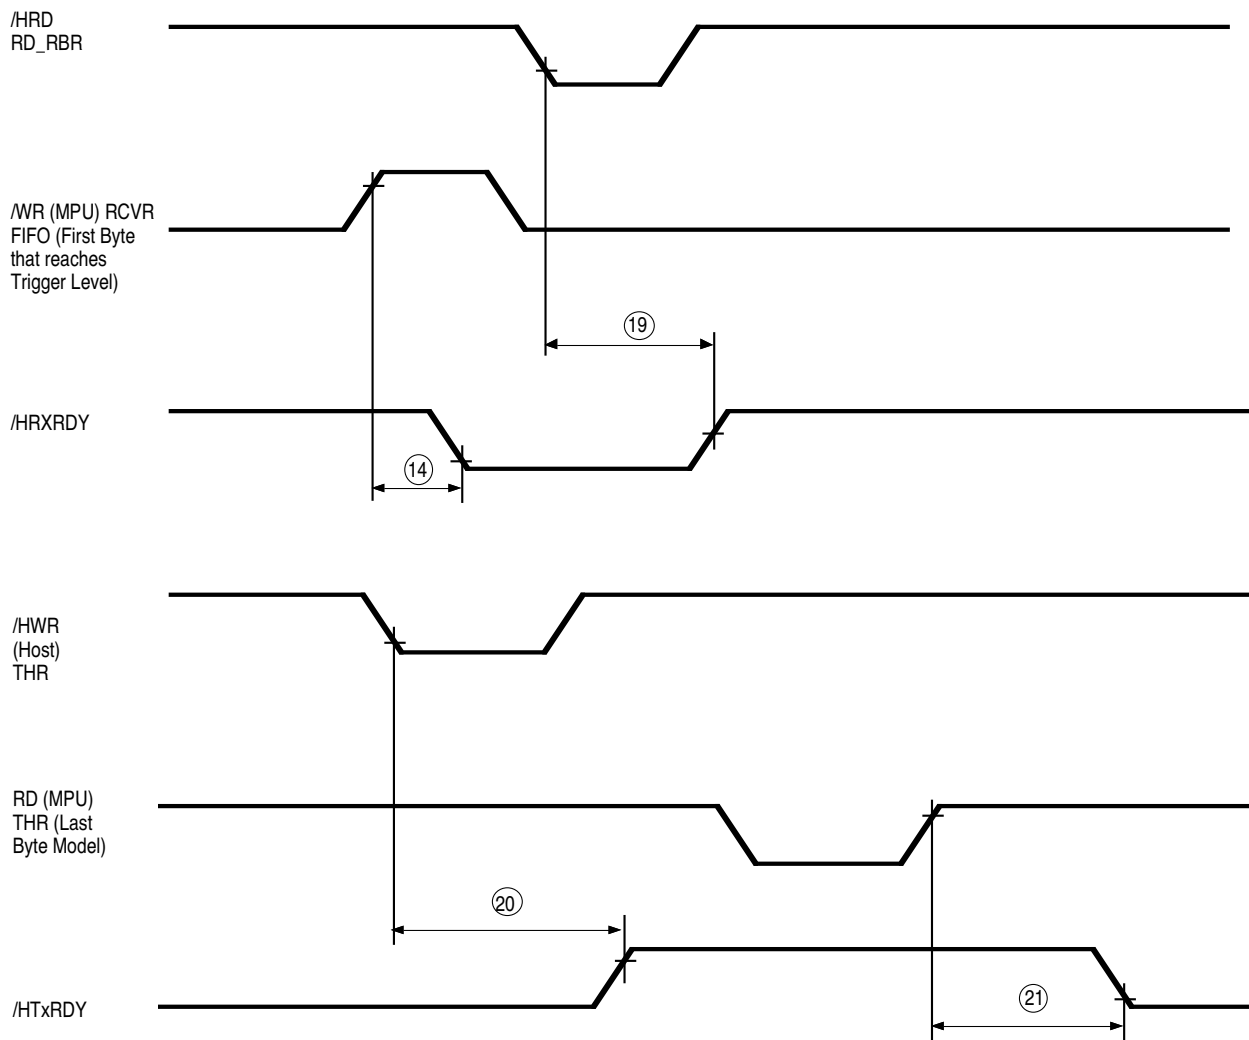 /HRD
RD_RBR
/WR (MPU) RCVR
FIFO (First Byte
that reaches
Trigger Level)
19
/HRXRDY
14
/HWR
(Host)
THR
RD (MPU)
THR (Last
Byte Model)
20
/HTxRDY
21